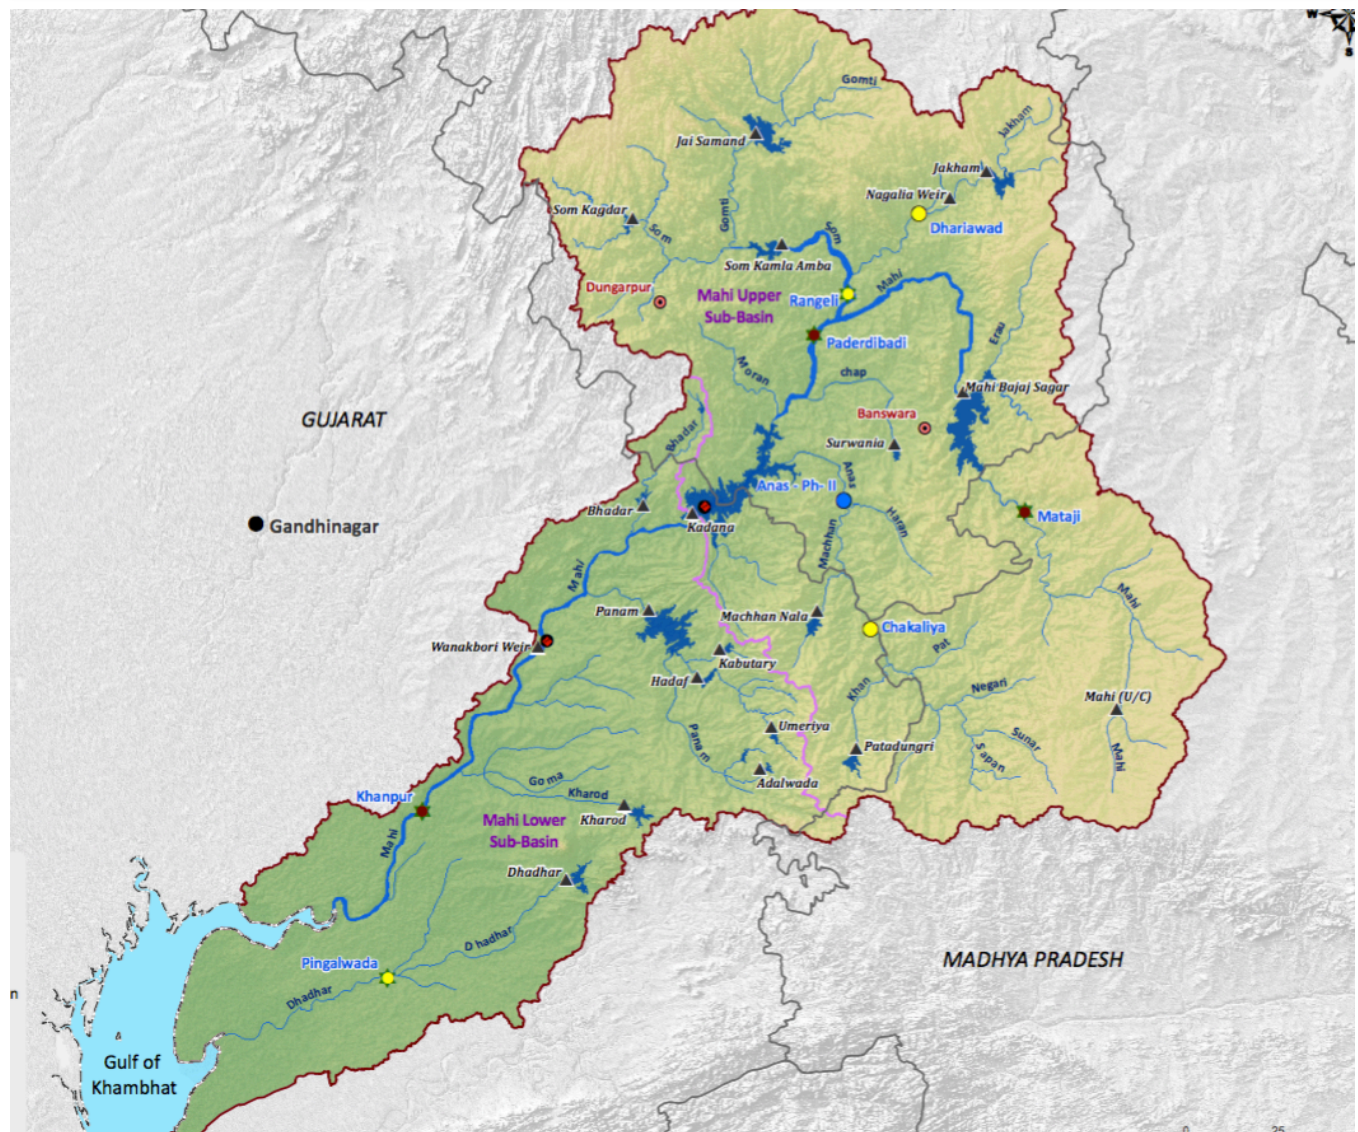 W
S
Gomti
Jakham
Jai Samand
Jakham
Nagalia Weir
Som Kagdar
Som
Gomti
Som
Dhariawad
Som Kamla Amba
Dungarpur
Mahi Upper
Sub-Basin
Rangeli
Mahi
Paderdibadi
Erau
Moran
chap
Mahi Bajaj Sagar
GUJARAT
Banswara
Bhadar
Surwania
Anas
Anas - Ph- II
Bhadar
Kadana
Gandhinagar
Mataji
Haran
Machhan
Mahi
Panam
Machhan Nala
Mahi
Chakaliya
Wanakbori Weir
Pat
Kabutary
Hadaf
Khan
Negari
Mahi (U/C)
Umeriya
Panam
Patadungri
Sunar
Sapan
Mahi
Goma
Adalwada
Khanpur
Kharod
Kharod
Mahi Lower
Sub-Basin
Mahi
Dhadhar
Dhadhar
MADHYA PRADESH
Pingalwada
Dhadhar
n
Gulf of
Khambhat
0 25